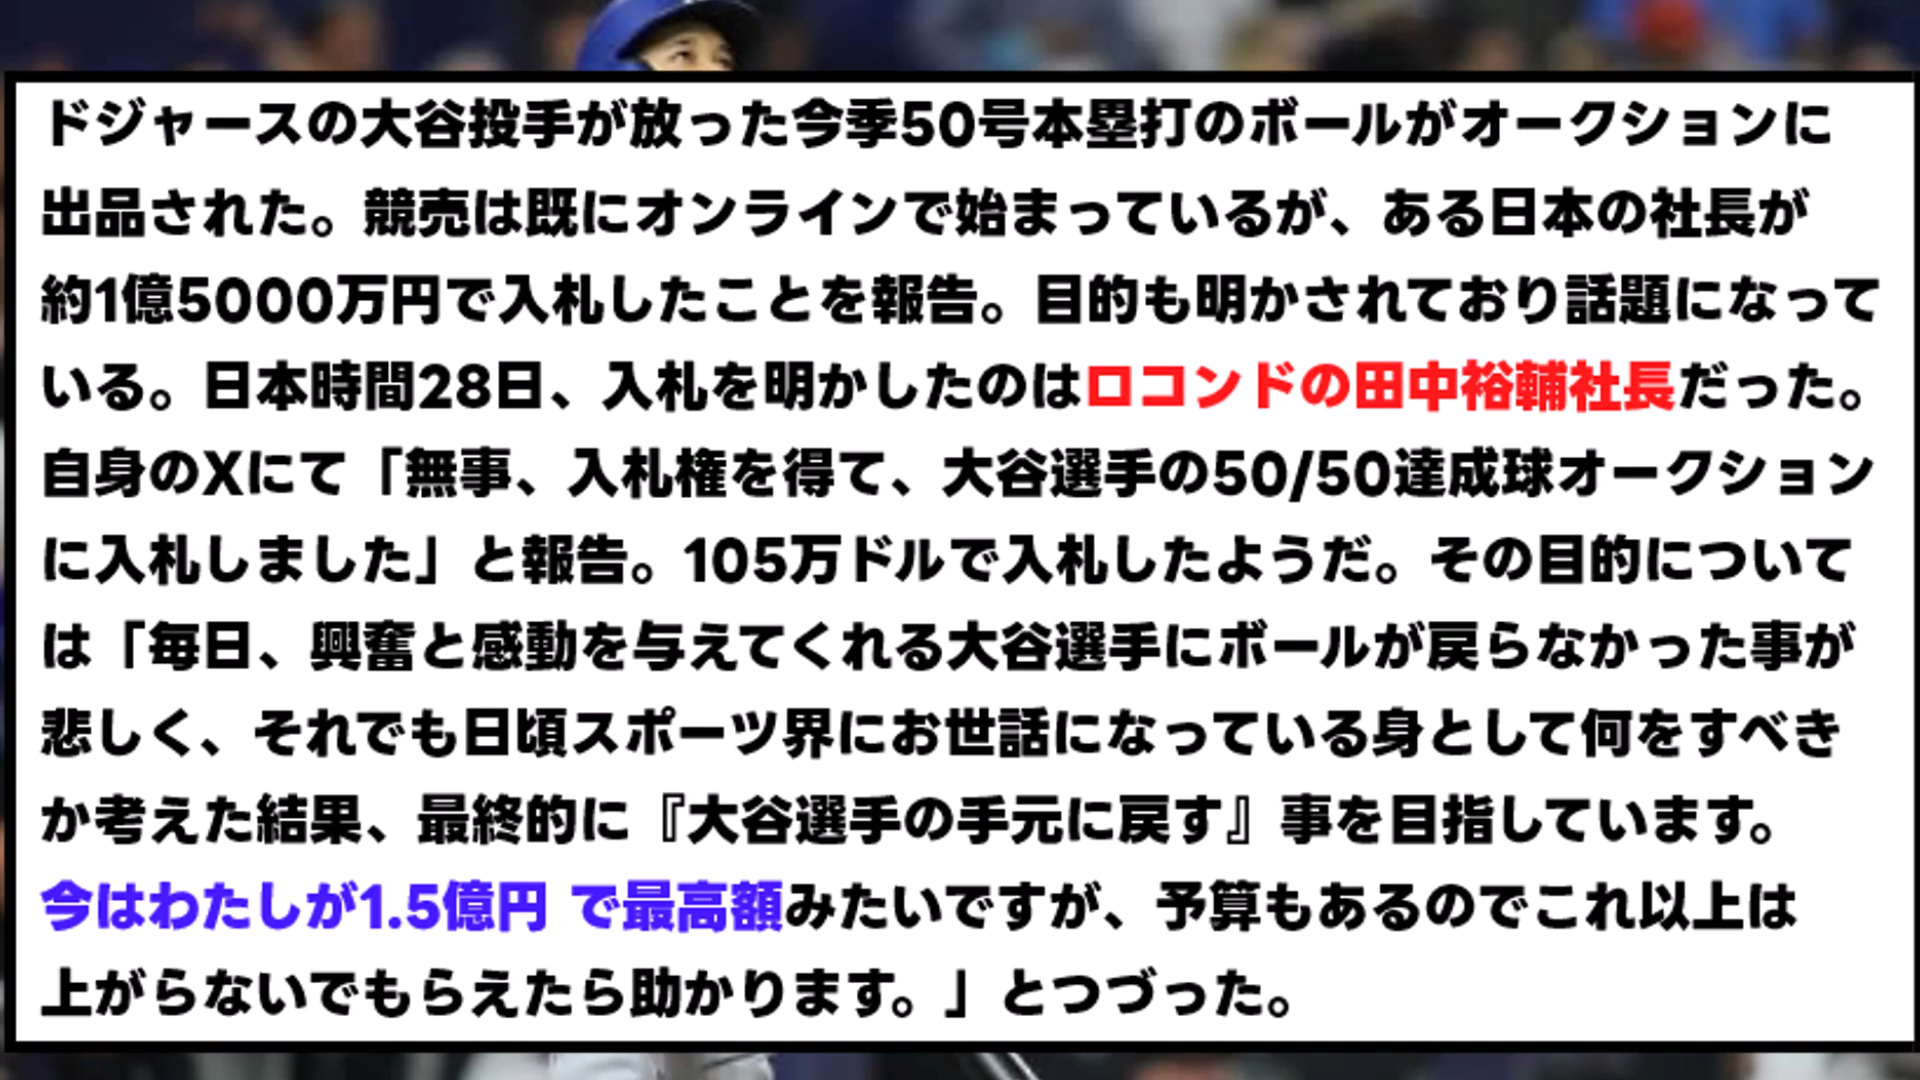 ドジャースの大谷投手が放った今季50号本塁打のボールがオークションに
出品された。競売は既にオンラインで始まっているが、ある日本の社長が
約1億5000万円で入札したことを報告。目的も明かされており話題になって
いる。日本時間28日、入札を明かしたのはロコンドの田中裕輔社長だった。
自身のXにて「無事、入札権を得て、大谷選手の50/50達成球オークション
に入札しました」と報告。105万ドルで入札したようだ。その目的について
は「毎日、興奮と感動を与えてくれる大谷選手にボールが戻らなかった事が
悲しく、それでも日頃スポーツ界にお世話になっている身として何をすべき
か考えた結果、最終的に『大谷選手の手元に戻す』事を目指しています。
今はわたしが1.5億円 で最高額みたいですが、予算もあるのでこれ以上は
上がらないでもらえたら助かります。」とつづった。